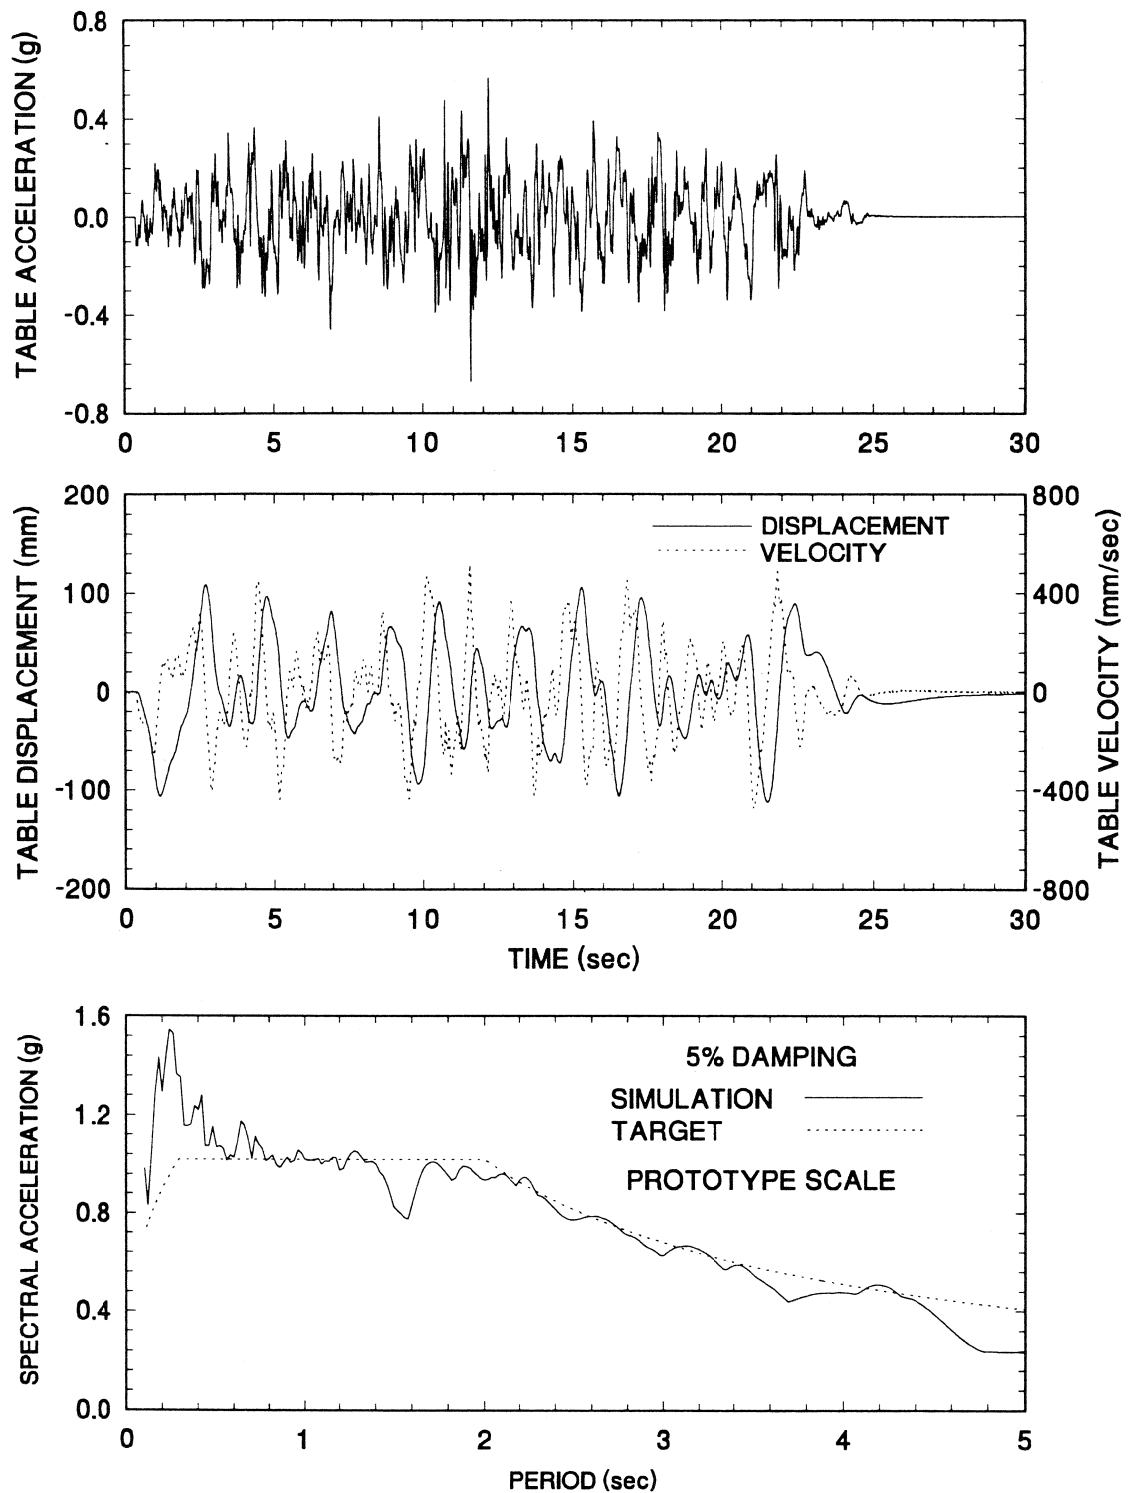 TABLE ACCELERATION (g)
0.8
0.4
0.0
-0.4
-0.8
0 5 10 15 20 25 30
TABLE DISPLACEMENT (mm)
200
100
0
-100
-200
DISPLACEMENT
VELOCITY
800
400
0
-400
-800
TABLE VELOCITY (mm/sec)
0 5 10 15 20 25 30
TIME (sec)
SPECTRAL ACCELERATION (g)
1.6
1.2
0.8
0.4
0.0
5% DAMPING
SIMULATION
TARGET
PROTOTYPE SCALE
0 1 2 3 4 5
PERIOD (sec)